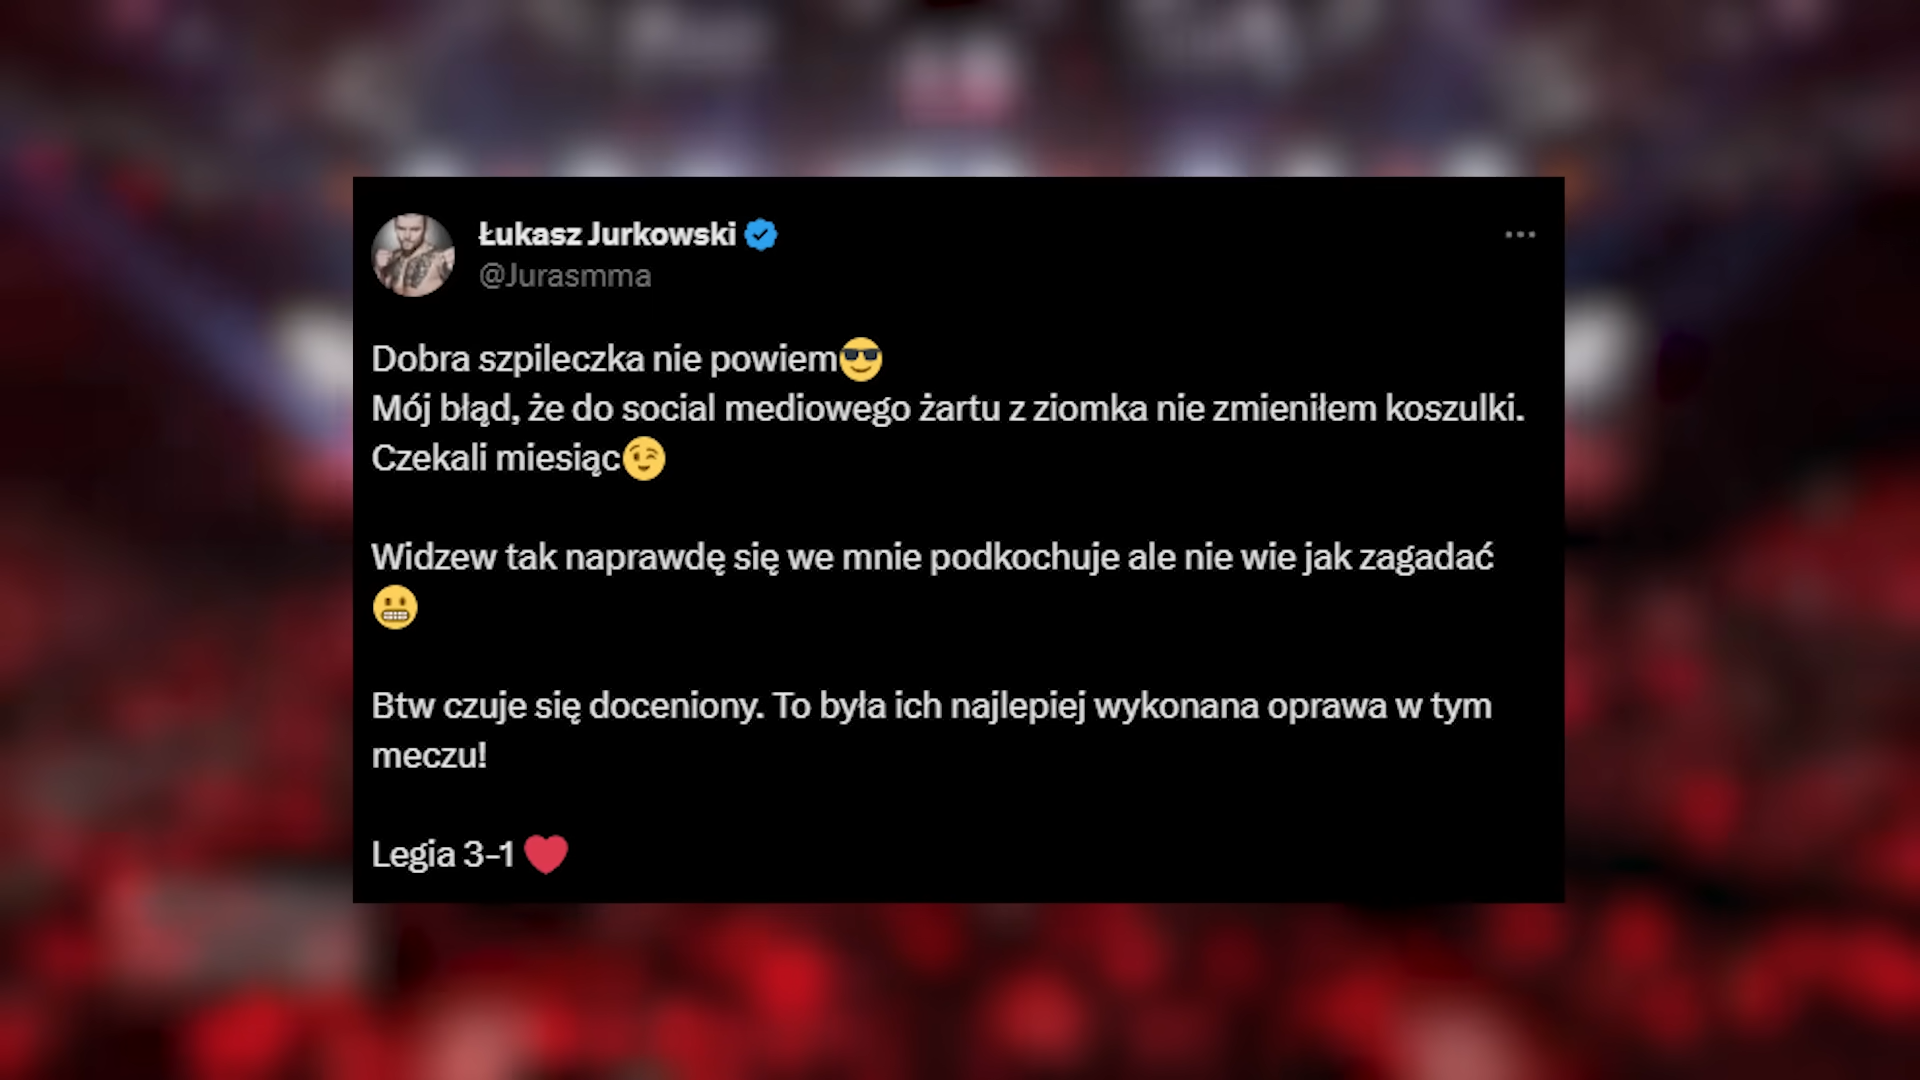 Łukasz Jurkowski
@Jurasmma
Dobra szpileczka nie powiem😎
Mój błąd, że do social mediowego żartu z ziomka nie zmieniłem koszulki.
Czekali miesiąc😉
Widzew tak naprawdę się we mnie podkochuje ale nie wie jak zagadać
😬
Btw czuje się doceniony. To była ich najlepiej wykonana oprawa w tym
meczu!
Legia 3-1 ❤️